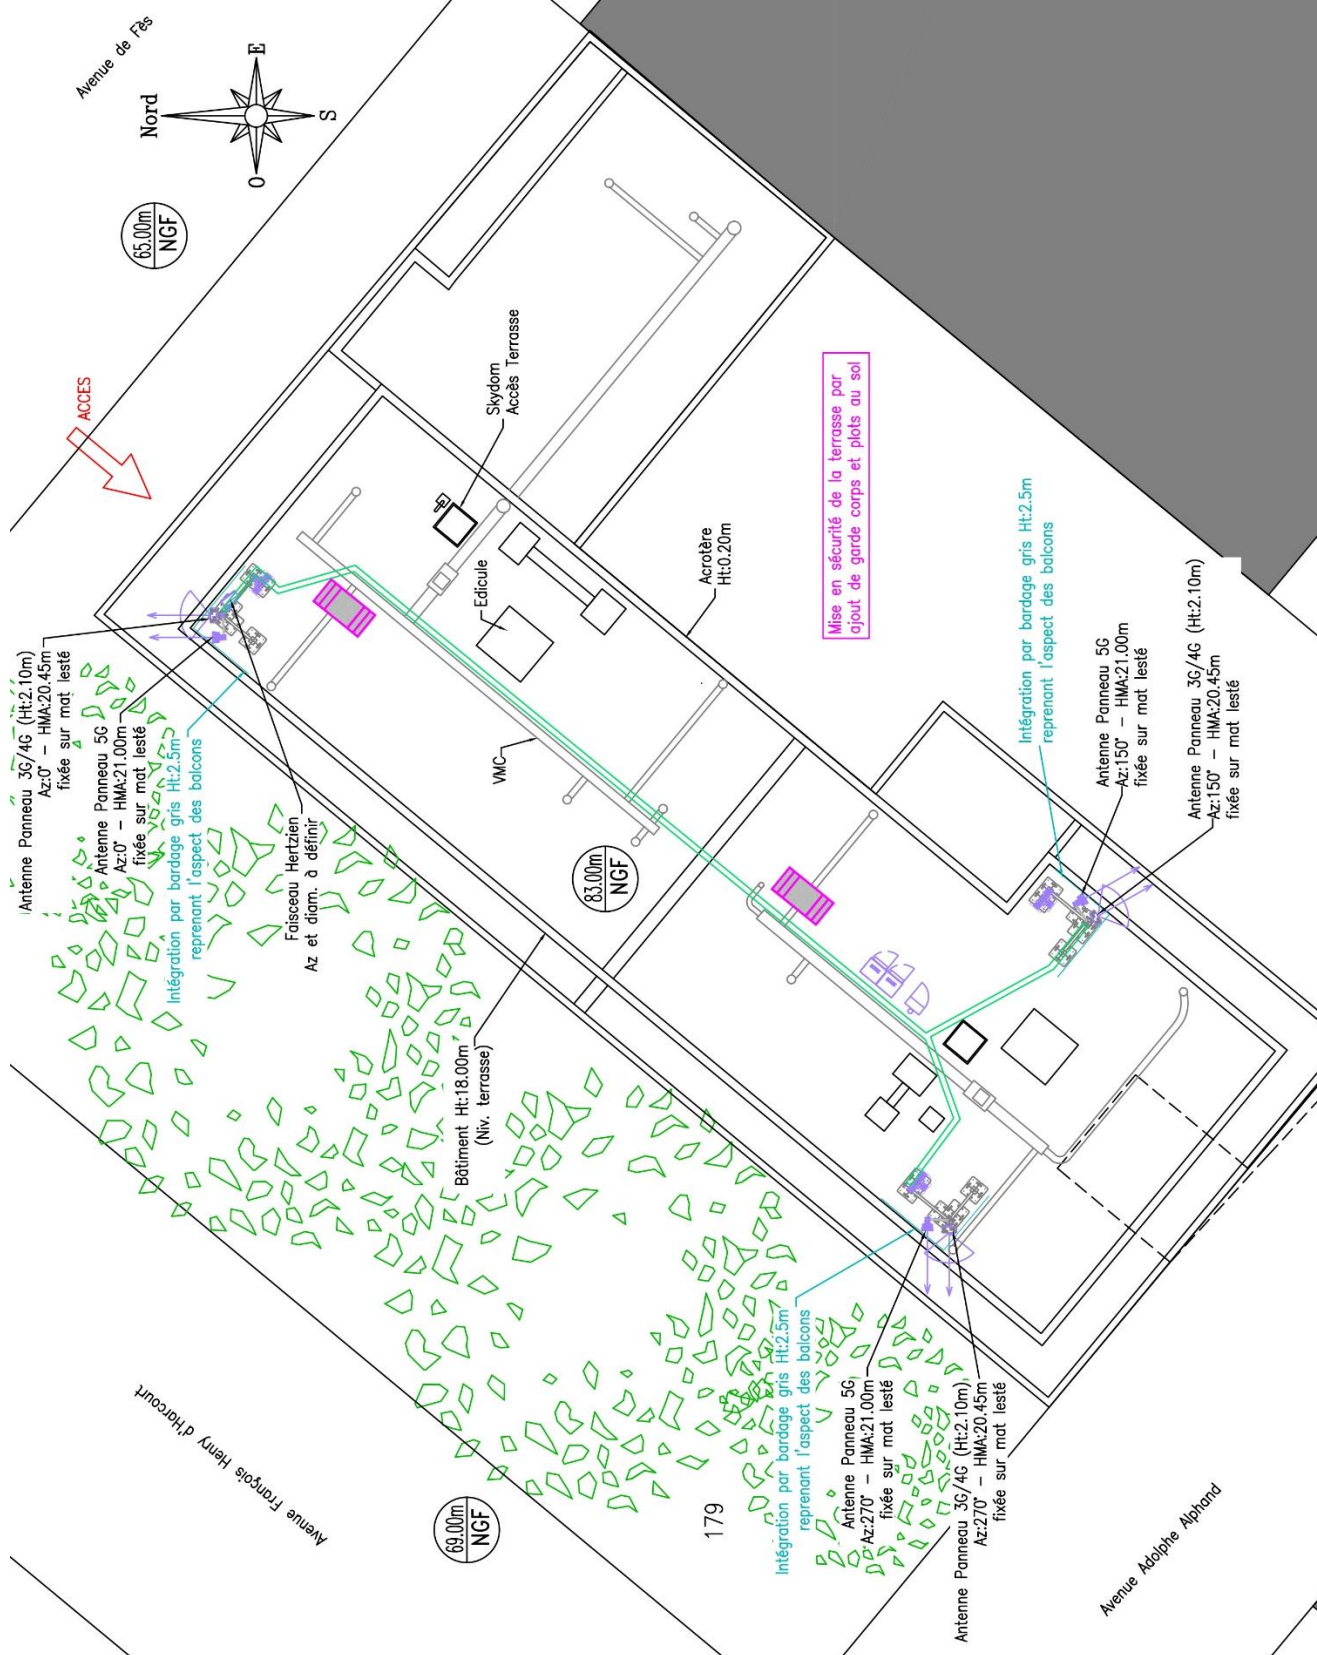 Avenue de Fès
Nord
E
S
O
65.00m
NGF
ACCES
Antenne Panneau 3G/4G (Ht:2.10m)
Az:0° - HMA:20.45m
fixée sur mat lesté
Antenne Panneau 5G
Az:0° - HMA:21.00m
fixée sur mat lesté
Intégration par bardage gris Ht:2.5m
reprenant l'aspect des balcons
Faisceau Hertzien
Az et diam. à définir
Skydom
Accès Terrasse
Edicule
VMC
Acrotère
Ht:0.20m
Mise en sécurité de la terrasse par
ajout de garde corps et plots au sol
83.00m
NGF
Bâtiment Ht:18.00m
(Niv. terrasse)
Intégration par bardage gris Ht:2.5m
reprenant l'aspect des balcons
Antenne Panneau 5G
Az:150° - HMA:21.00m
fixée sur mat lesté
Antenne Panneau 3G/4G (Ht:2.10m)
Az:150° - HMA:20.45m
fixée sur mat lesté
Avenue François Henry d'Harcourt
69.00m
NGF
179
Intégration par bardage gris Ht:2.5m
reprenant l'aspect des balcons
Antenne Panneau 5G
Az:270° - HMA:21.00m
fixée sur mat lesté
Antenne Panneau 3G/4G (Ht:2.10m)
Az:270° - HMA:20.45m
fixée sur mat lesté
Avenue Adolphe Alphand